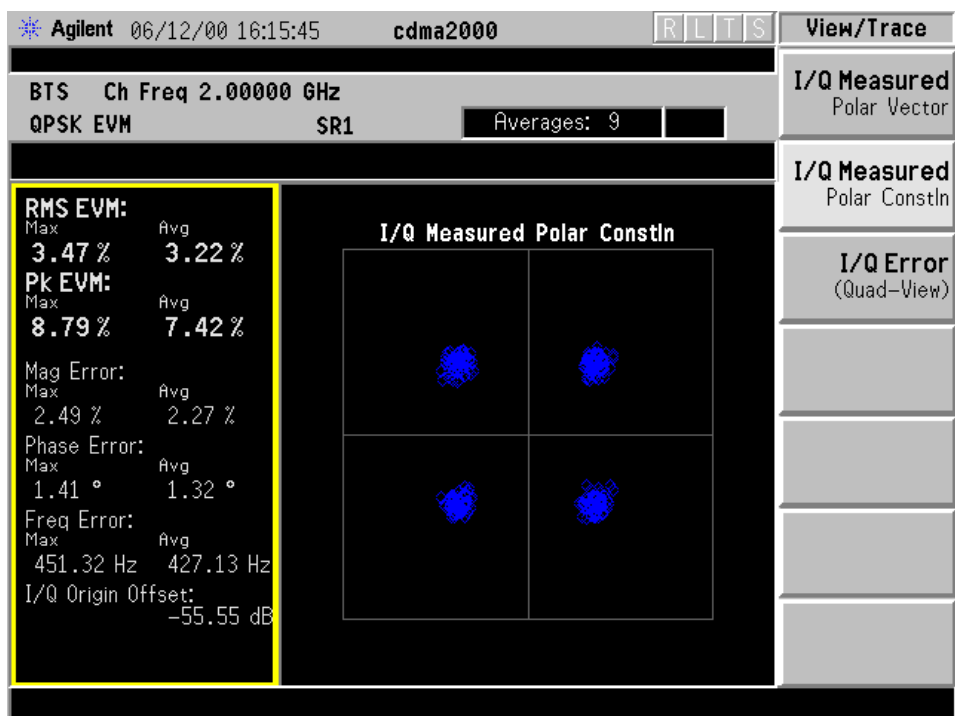 Agilent 06/12/00 16:15:45 cdma2000 R L T S
View/Trace
BTS Ch Freq 2.00000 GHz
QPSK EVM SR1 Averages: 9
I/Q Measured
Polar Vector
I/Q Measured
Polar Constln
I/Q Error
(Quad-View)
RMS EVM:
Max Avg
3.47 % 3.22 %
Pk EVM:
Max Avg
8.79 % 7.42 %
Mag Error:
Max Avg
2.49 % 2.27 %
Phase Error:
Max Avg
1.41 ° 1.32 °
Freq Error:
Max Avg
451.32 Hz 427.13 Hz
I/Q Origin Offset:
-55.55 dB
I/Q Measured Polar Constln